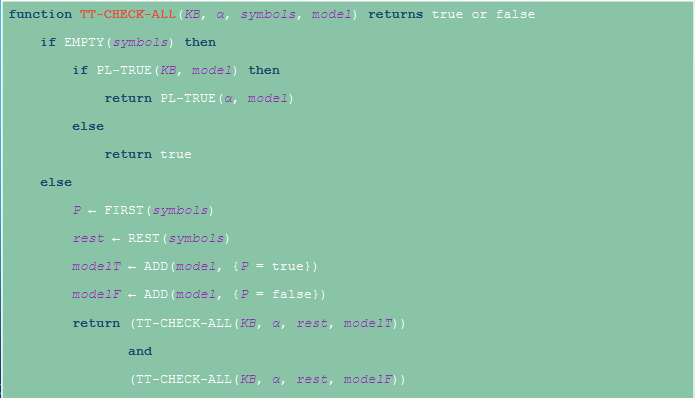 function TT-CHECK-ALL(KB, α, symbols, model) returns true or false
if EMPTY(symbols) then
if PL-TRUE(KB, model) then
return PL-TRUE(α, model)
else
return true
else
P ← FIRST(symbols)
rest ← REST(symbols)
modelT ← ADD(model, {P = true})
modelF ← ADD(model, {P = false})
return (TT-CHECK-ALL(KB, α, rest, modelT))
and
(TT-CHECK-ALL(KB, α, rest, modelF))